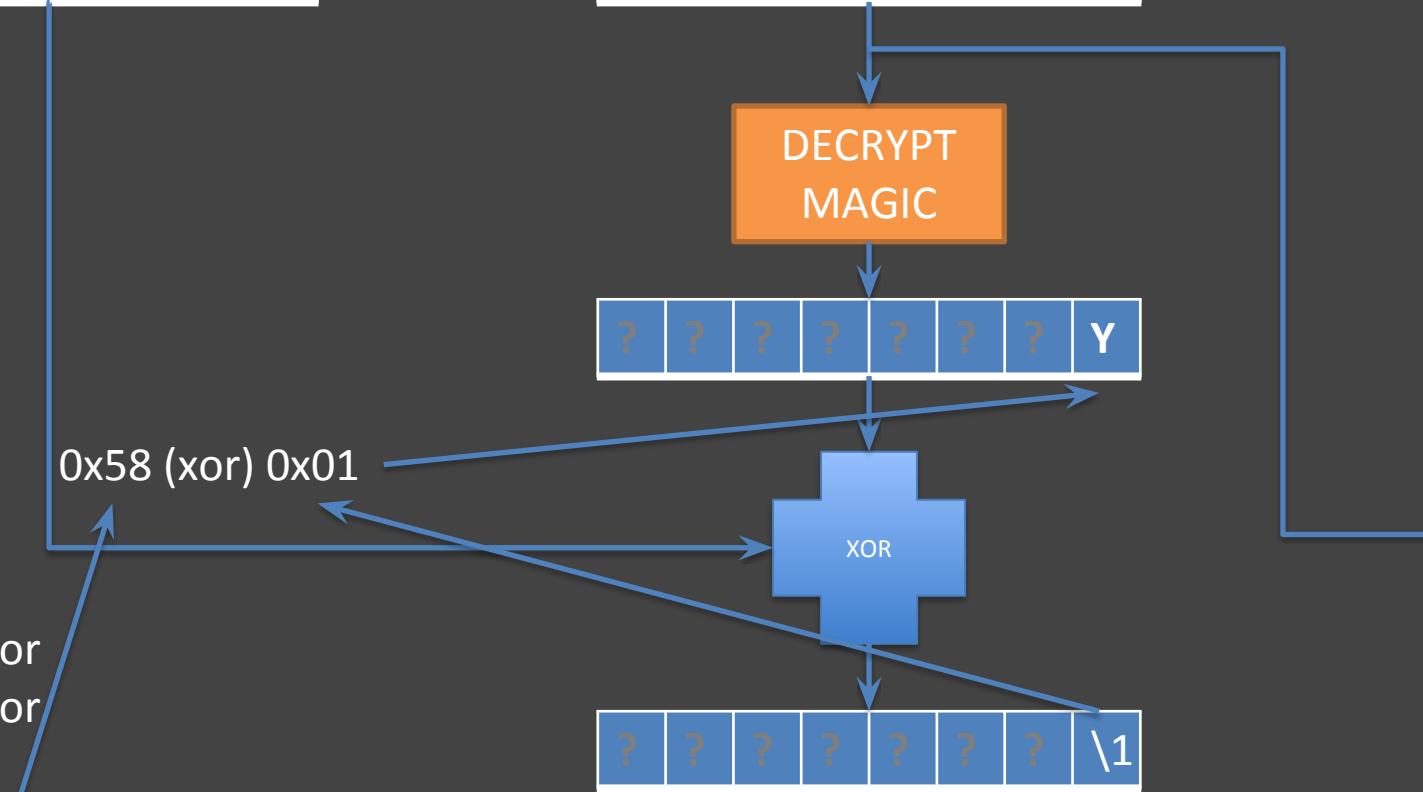 DECRYPT
MAGIC
? ? ? ? ? ? ? Y
0x58 (xor) 0x01
XOR
or
or
? ? ? ? ? ? ? \1